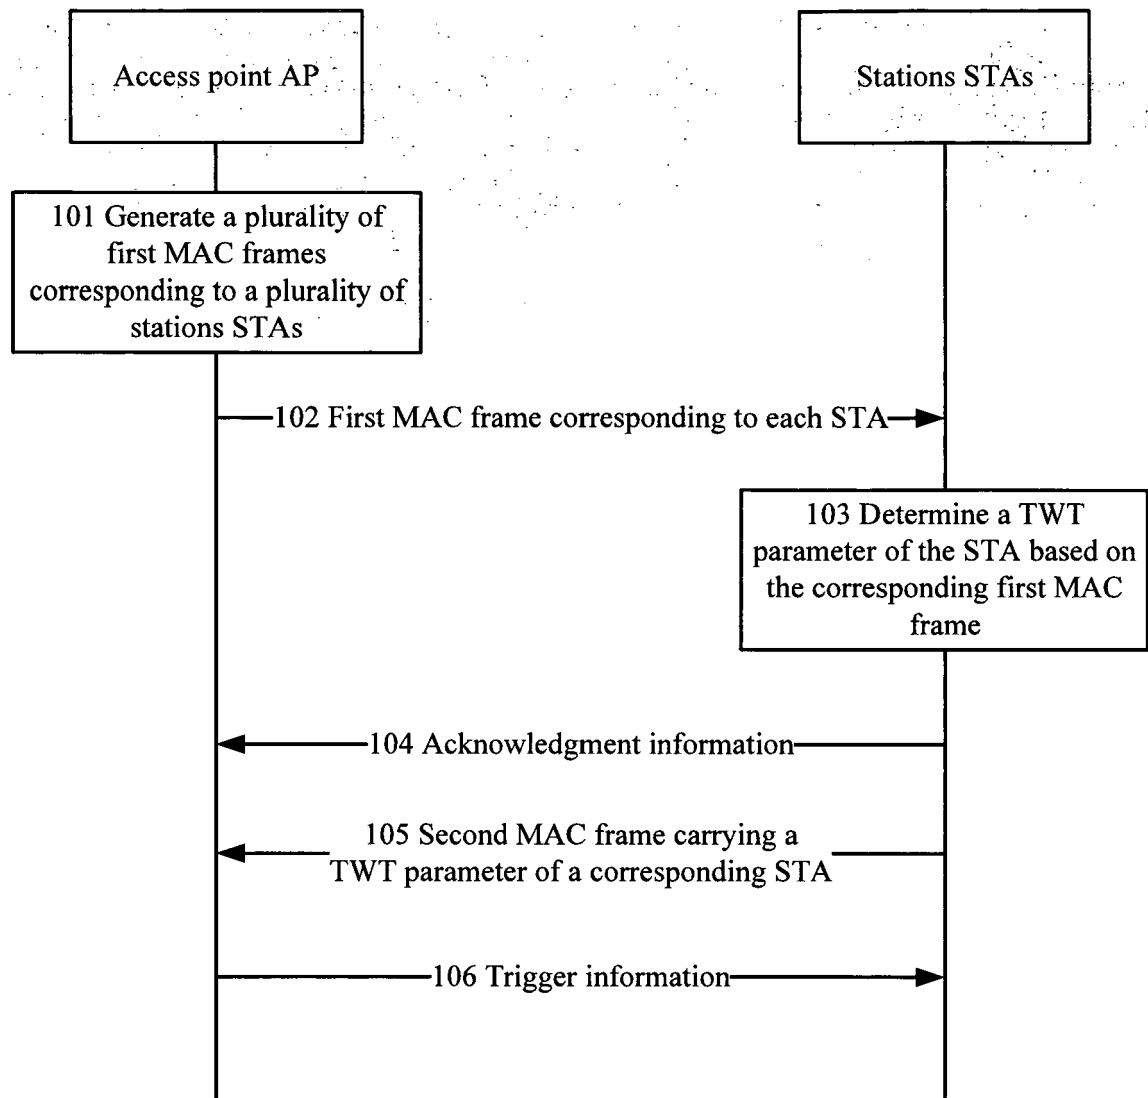 Access point AP
Stations STAs
101 Generate a plurality of
first MAC frames
corresponding to a plurality of
stations STAs
102 First MAC frame corresponding to each STA
103 Determine a TWT
parameter of the STA based on
the corresponding first MAC
frame
104 Acknowledgment information
105 Second MAC frame carrying a
TWT parameter of a corresponding STA
106 Trigger information